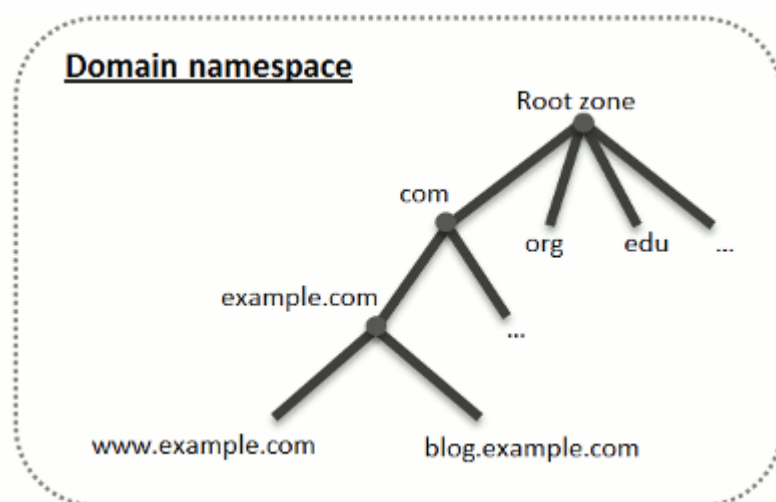 Domain namespace
Root zone
com
org
edu
...
example.com
...
www.example.com
blog.example.com